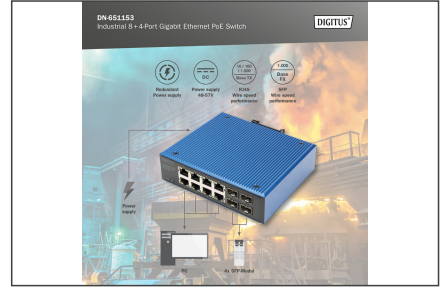 DN-651153
Industrial 8+4-Port Gigabit Ethernet PoE Switch
DIGITUS®
DC
10 / 100
/ 1.000
Base TX
1.000
Base
FX
Redundant
Power supply
Power supply
48-57V
RJ45
Wire speed
performance
SFP
Wire speed
performance
Power
supply
PC
4x SFP-Modul